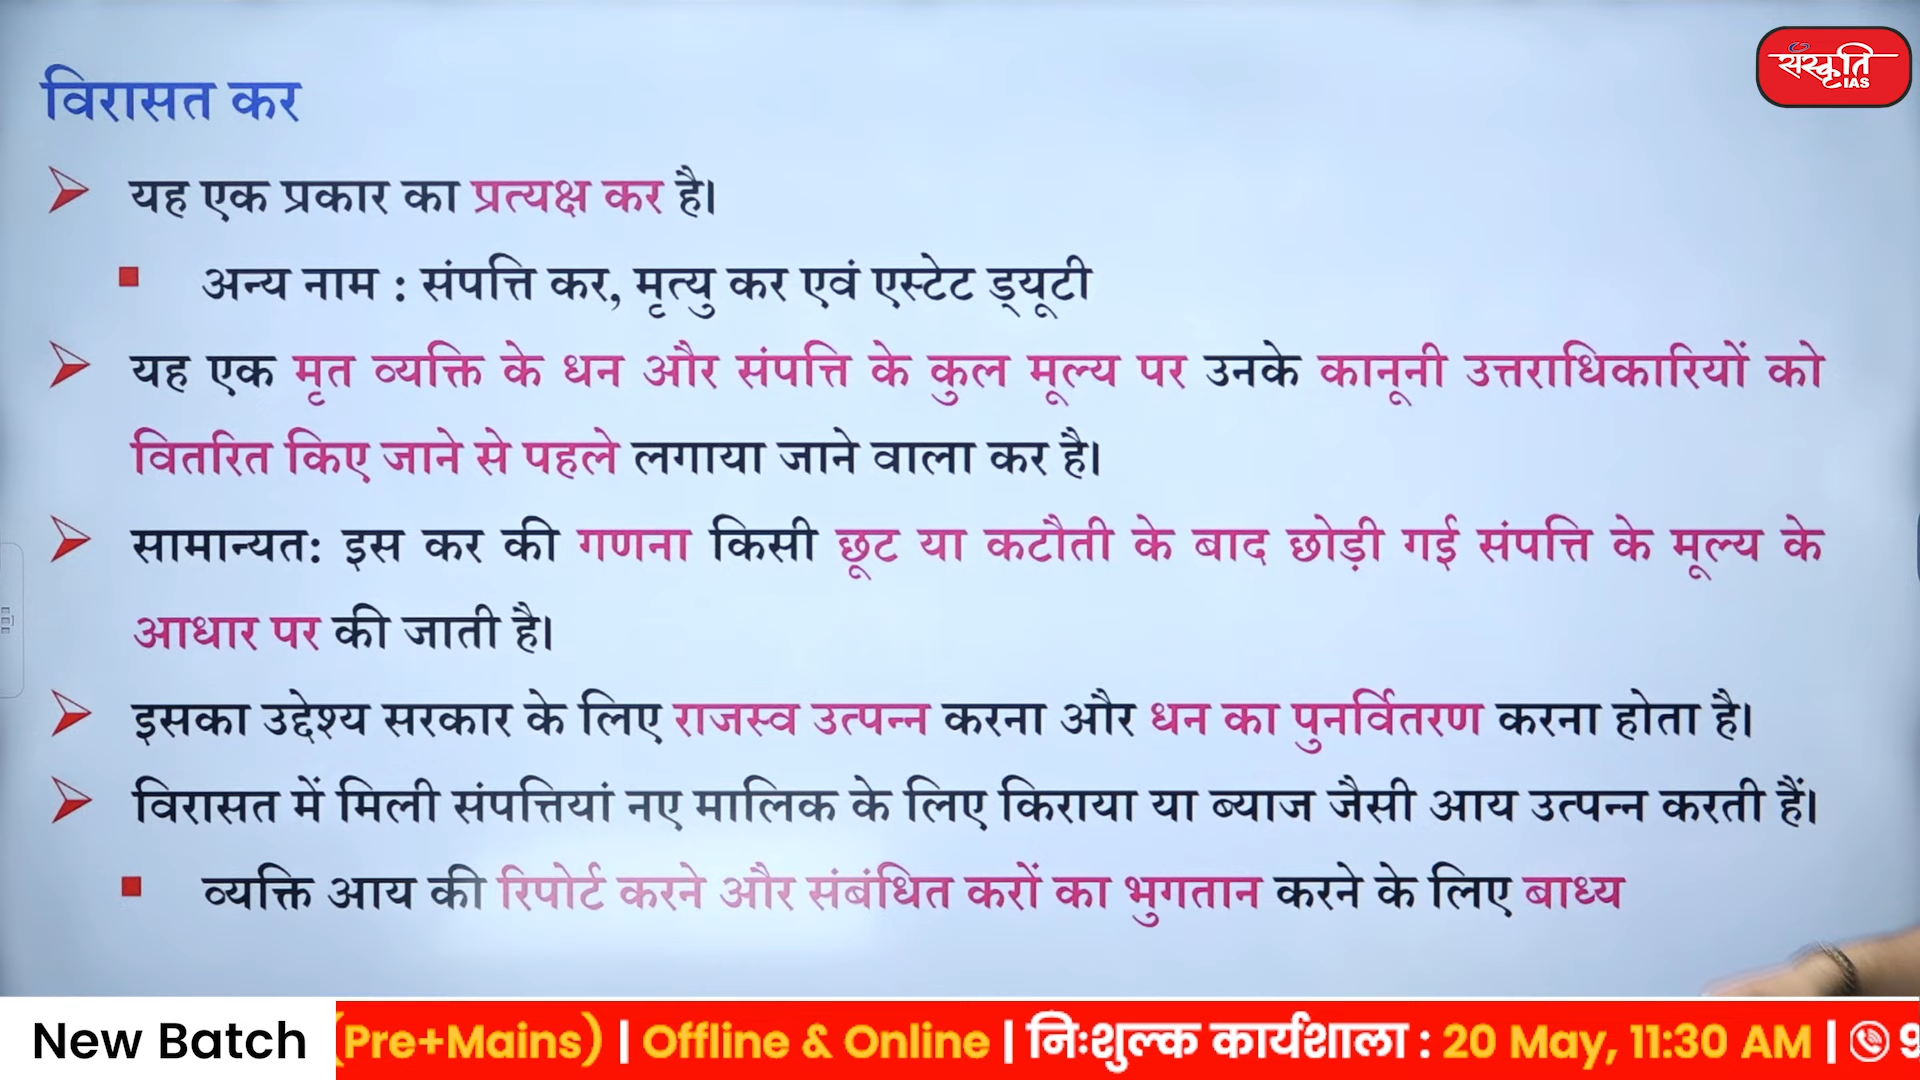 संस्कृति
IAS
विरासत कर
यह एक प्रकार का प्रत्यक्ष कर है।
अन्य नाम : संपत्ति कर, मृत्यु कर एवं एस्टेट ड्यूटी
यह एक मृत व्यक्ति के धन और संपत्ति के कुल मूल्य पर उनके कानूनी उत्तराधिकारियों को
वितरित किए जाने से पहले लगाया जाने वाला कर है।
सामान्यत: इस कर की गणना किसी छूट या कटौती के बाद छोड़ी गई संपत्ति के मूल्य के
आधार पर की जाती है।
इसका उद्देश्य सरकार के लिए राजस्व उत्पन्न करना और धन का पुनर्वितरण करना होता है।
विरासत में मिली संपत्तियां नए मालिक के लिए किराया या ब्याज जैसी आय उत्पन्न करती हैं।
व्यक्ति आय की रिपोर्ट करने और संबंधित करों का भुगतान करने के लिए बाध्य
New Batch (Pre+Mains) | Offline & Online | निःशुल्क कार्यशाला : 20 May, 11:30 AM | 9